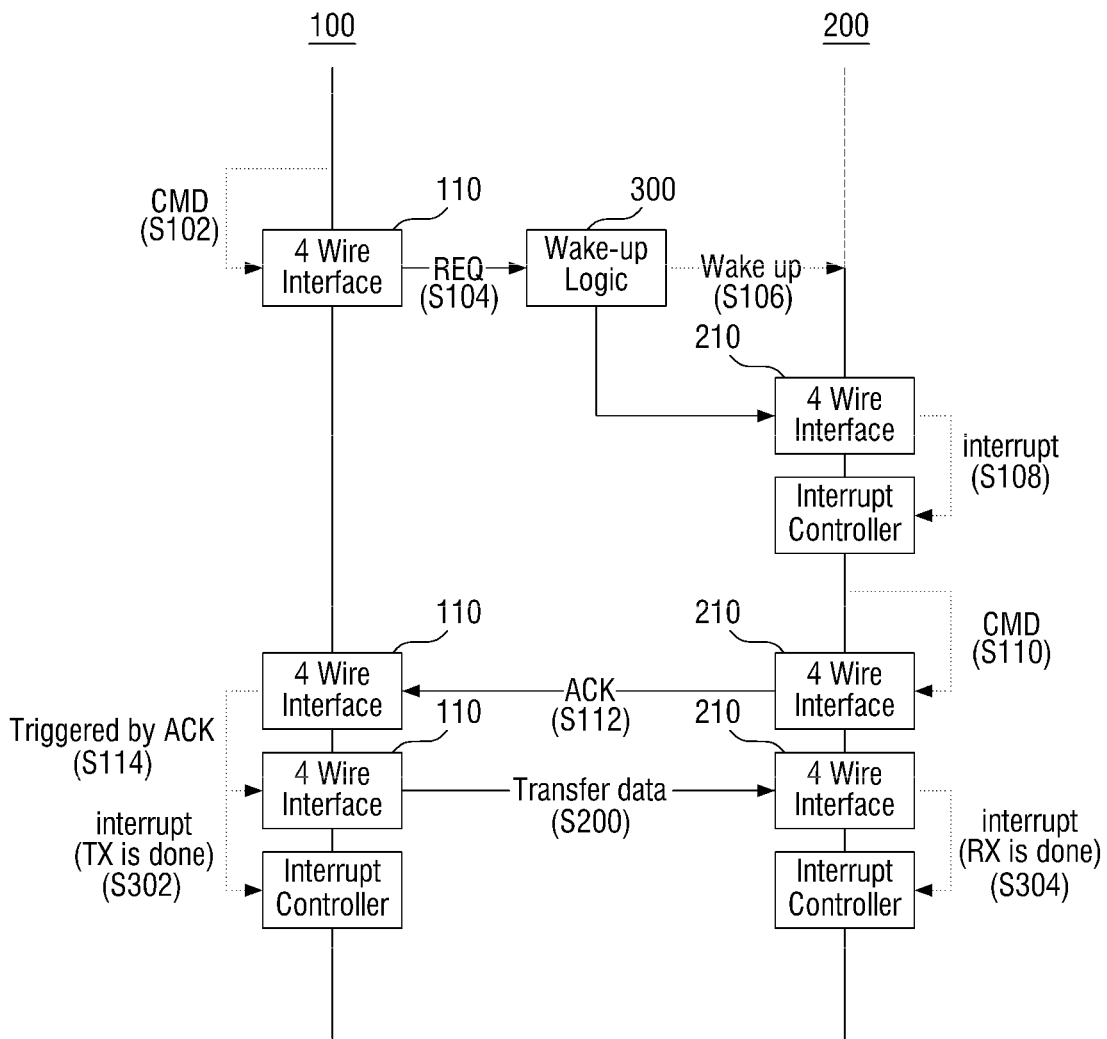 100
200
CMD
(S102)
110
4 Wire
Interface
REQ
(S104)
300
Wake-up
Logic
Wake up
(S106)
210
4 Wire
Interface
interrupt
(S108)
Interrupt
Controller
CMD
(S110)
110
4 Wire
Interface
ACK
(S112)
210
4 Wire
Interface
Triggered by ACK
(S114)
110
4 Wire
Interface
Transfer data
(S200)
210
4 Wire
Interface
interrupt
(TX is done)
(S302)
Interrupt
Controller
Interrupt
Controller
interrupt
(RX is done)
(S304)